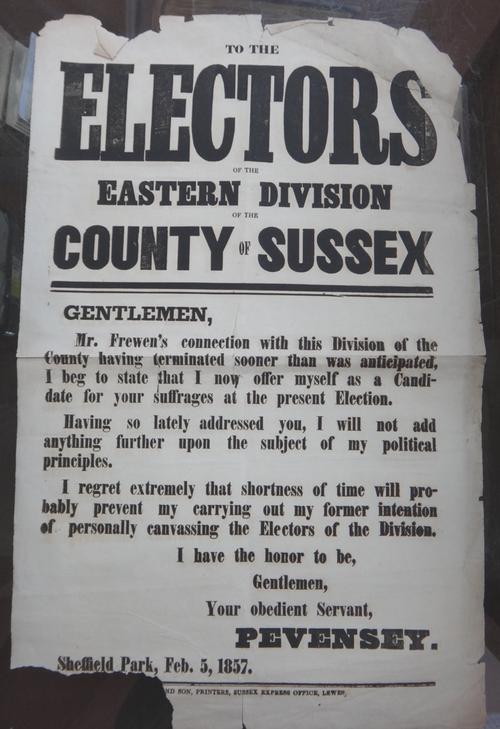 TO THE
ELECTORS
OF THE
EASTERN DIVISION
OF THE
COUNTY OF SUSSEX
GENTLEMEN,
Mr. Frewen's connection with this Division of the
County having terminated sooner than was anticipated,
I beg to state that I now offer myself as a Candi-
date for your suffrages at the present Election.
Having so lately addressed you, I will not add
anything further upon the subject of my political
principles.
I regret extremely that shortness of time will pro-
bably prevent my carrying out my former intention
of personally canvassing the Electors of the Division.
I have the honor to be,
Gentlemen,
Your obedient Servant,
PEVENSEY.
Sheffield Park, Feb. 5, 1857.
ND SON, PRINTERS, SUSSEX EXPRESS OFFICE, LEWES